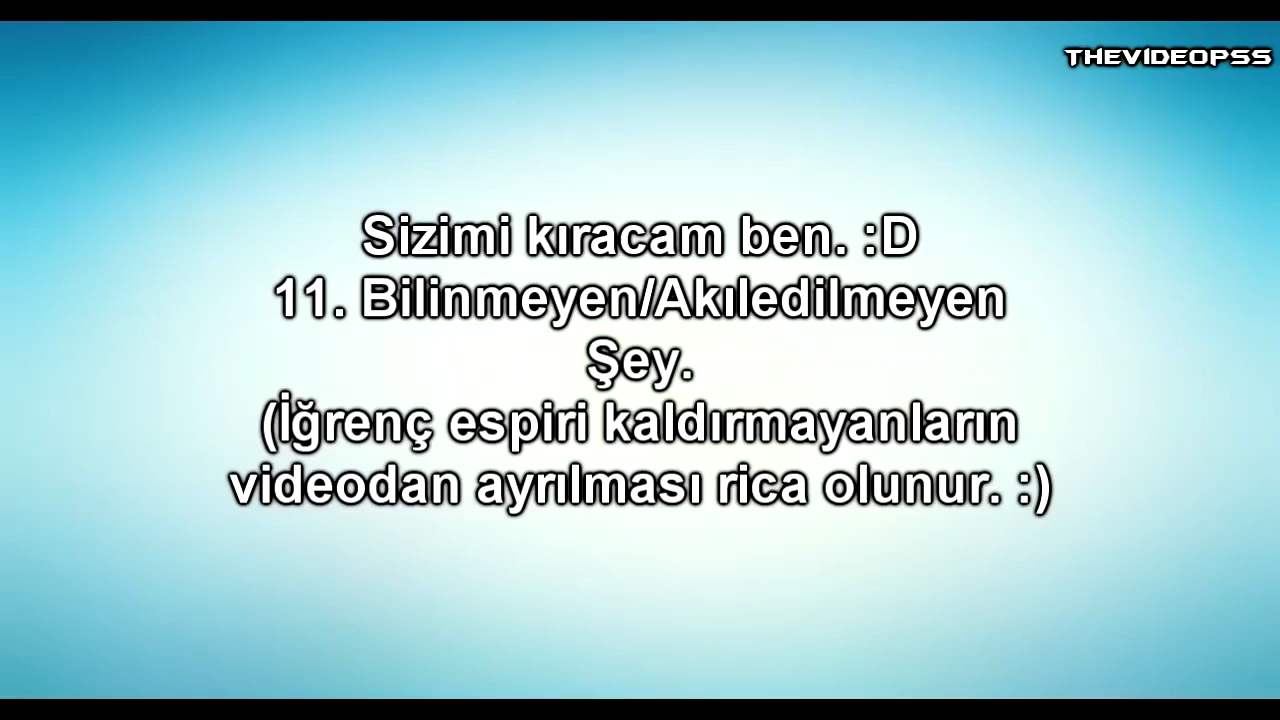 THEVIDEOPSS
Sizimi kıracam ben. :D
11. Bilinmeyen/Akıledilmeyen
Şey.
(İğrenç espiri kaldırmayanların
videodan ayrılması rica olunur. :)